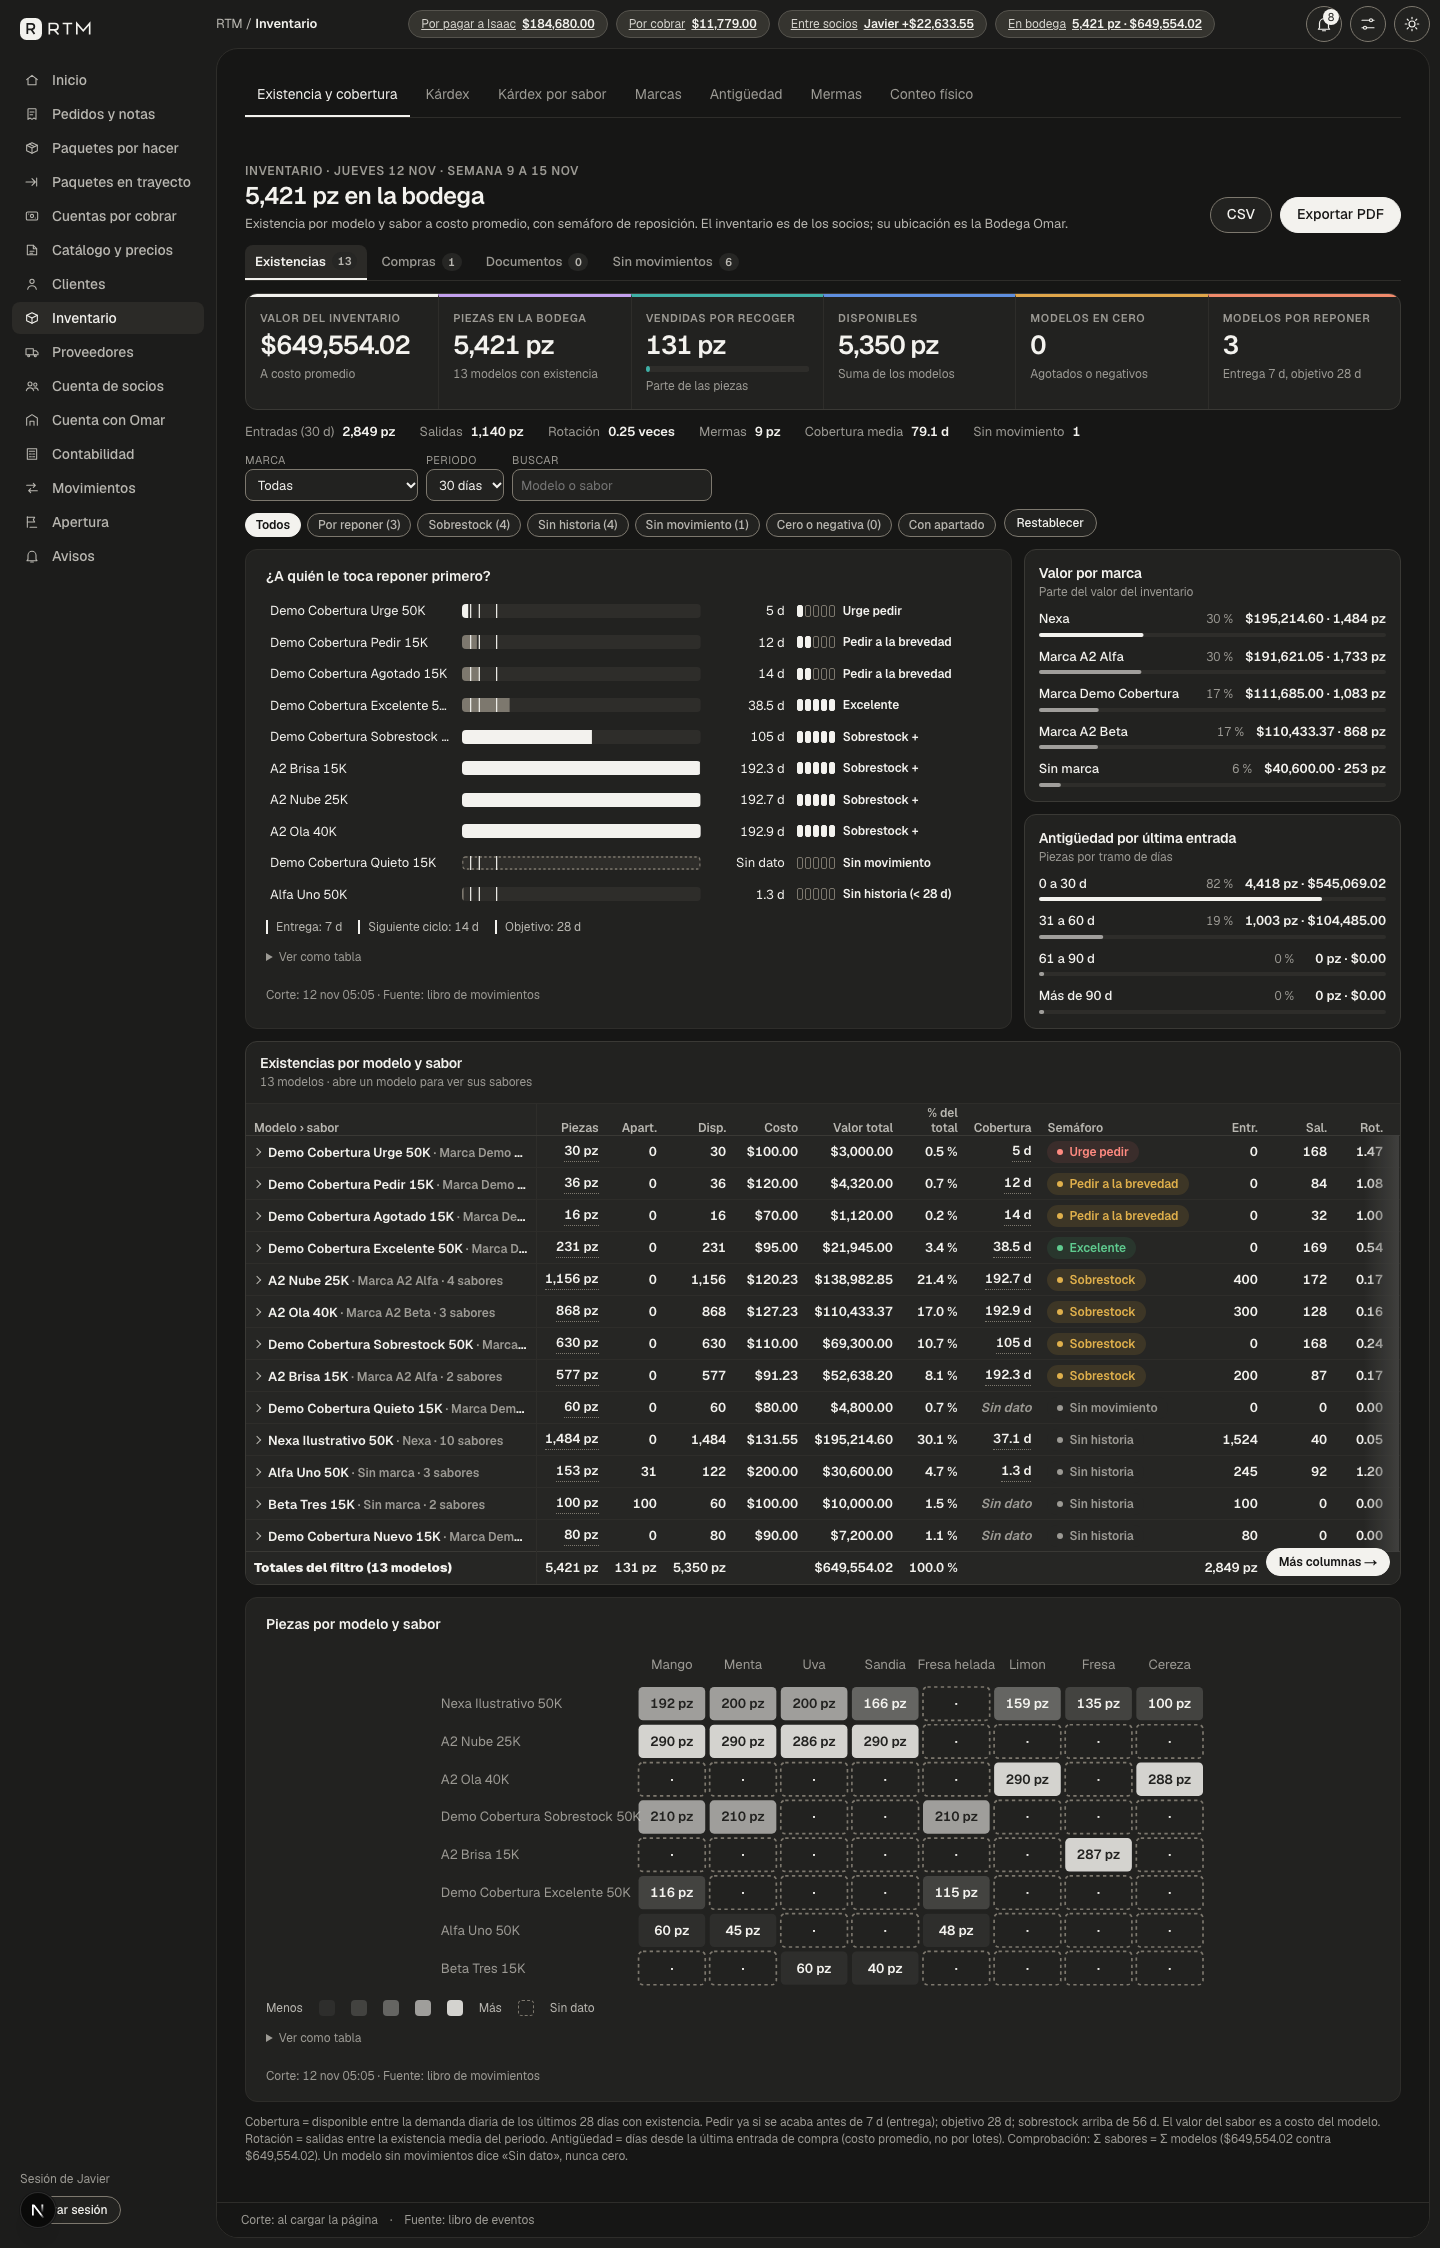 R RTM
RTM / Inventario
Por pagar a Isaac $184,680.00
Por cobrar $11,779.00
Entre socios Javier +$22,633.55
En bodega 5,421 pz · $649,554.02
8
Inicio
Pedidos y notas
Paquetes por hacer
Paquetes en trayecto
Cuentas por cobrar
Catálogo y precios
Clientes
Inventario
Proveedores
Cuenta de socios
Cuenta con Omar
Contabilidad
Movimientos
Apertura
Avisos
Sesión de Javier
N ar sesión
Existencia y cobertura Kárdex Kárdex por sabor Marcas Antigüedad Mermas Conteo físico
INVENTARIO · JUEVES 12 NOV · SEMANA 9 A 15 NOV
5,421 pz en la bodega
Existencia por modelo y sabor a costo promedio, con semáforo de reposición. El inventario es de los socios; su ubicación es la Bodega Omar.
CSV
Exportar PDF
Existencias 13 Compras 1 Documentos 0 Sin movimientos 6
VALOR DEL INVENTARIO
$649,554.02
A costo promedio
PIEZAS EN LA BODEGA
5,421 pz
13 modelos con existencia
VENDIDAS POR RECOGER
131 pz
Parte de las piezas
DISPONIBLES
5,350 pz
Suma de los modelos
MODELOS EN CERO
0
Agotados o negativos
MODELOS POR REPONER
3
Entrega 7 d, objetivo 28 d
Entradas (30 d) 2,849 pz Salidas 1,140 pz Rotación 0.25 veces Mermas 9 pz Cobertura media 79.1 d Sin movimiento 1
MARCA PERIODO BUSCAR
Todas 30 días Modelo o sabor
Todos Por reponer (3) Sobrestock (4) Sin historia (4) Sin movimiento (1) Cero o negativa (0) Con apartado Restablecer
¿A quién le toca reponer primero?
Demo Cobertura Urge 50K 5 d Urge pedir
Demo Cobertura Pedir 15K 12 d Pedir a la brevedad
Demo Cobertura Agotado 15K 14 d Pedir a la brevedad
Demo Cobertura Excelente 5… 38.5 d Excelente
Demo Cobertura Sobrestock … 105 d Sobrestock +
A2 Brisa 15K 192.3 d Sobrestock +
A2 Nube 25K 192.7 d Sobrestock +
A2 Ola 40K 192.9 d Sobrestock +
Demo Cobertura Quieto 15K Sin dato Sin movimiento
Alfa Uno 50K 1.3 d Sin historia (< 28 d)
Entrega: 7 d Siguiente ciclo: 14 d Objetivo: 28 d
▶ Ver como tabla
Corte: 12 nov 05:05 · Fuente: libro de movimientos
Valor por marca
Parte del valor del inventario
Nexa 30 % $195,214.60 · 1,484 pz
Marca A2 Alfa 30 % $191,621.05 · 1,733 pz
Marca Demo Cobertura 17 % $111,685.00 · 1,083 pz
Marca A2 Beta 17 % $110,433.37 · 868 pz
Sin marca 6 % $40,600.00 · 253 pz
Antigüedad por última entrada
Piezas por tramo de días
0 a 30 d 82 % 4,418 pz · $545,069.02
31 a 60 d 19 % 1,003 pz · $104,485.00
61 a 90 d 0 % 0 pz · $0.00
Más de 90 d 0 % 0 pz · $0.00
Existencias por modelo y sabor
13 modelos · abre un modelo para ver sus sabores
Modelo › sabor Piezas Apart. Disp. Costo Valor total % del total Cobertura Semáforo Entr. Sal. Rot.
Demo Cobertura Urge 50K · Marca Demo … 30 pz 0 30 $100.00 $3,000.00 0.5 % 5 d Urge pedir 0 168 1.47
Demo Cobertura Pedir 15K · Marca Demo … 36 pz 0 36 $120.00 $4,320.00 0.7 % 12 d Pedir a la brevedad 0 84 1.08
Demo Cobertura Agotado 15K · Marca De… 16 pz 0 16 $70.00 $1,120.00 0.2 % 14 d Pedir a la brevedad 0 32 1.00
Demo Cobertura Excelente 50K · Marca D… 231 pz 0 231 $95.00 $21,945.00 3.4 % 38.5 d Excelente 0 169 0.54
A2 Nube 25K · Marca A2 Alfa · 4 sabores 1,156 pz 0 1,156 $120.23 $138,982.85 21.4 % 192.7 d Sobrestock 400 172 0.17
A2 Ola 40K · Marca A2 Beta · 3 sabores 868 pz 0 868 $127.23 $110,433.37 17.0 % 192.9 d Sobrestock 300 128 0.16
Demo Cobertura Sobrestock 50K · Marca… 630 pz 0 630 $110.00 $69,300.00 10.7 % 105 d Sobrestock 0 168 0.24
A2 Brisa 15K · Marca A2 Alfa · 2 sabores 577 pz 0 577 $91.23 $52,638.20 8.1 % 192.3 d Sobrestock 200 87 0.17
Demo Cobertura Quieto 15K · Marca Dem… 60 pz 0 60 $80.00 $4,800.00 0.7 % Sin dato Sin movimiento 0 0 0.00
Nexa Ilustrativo 50K · Nexa · 10 sabores 1,484 pz 0 1,484 $131.55 $195,214.60 30.1 % 37.1 d Sin historia 1,524 40 0.05
Alfa Uno 50K · Sin marca · 3 sabores 153 pz 31 122 $200.00 $30,600.00 4.7 % 1.3 d Sin historia 245 92 1.20
Beta Tres 15K · Sin marca · 2 sabores 100 pz 100 60 $100.00 $10,000.00 1.5 % Sin dato Sin historia 100 0 0.00
Demo Cobertura Nuevo 15K · Marca Dem… 80 pz 0 80 $90.00 $7,200.00 1.1 % Sin dato Sin historia 80 0 0.00
Totales del filtro (13 modelos) 5,421 pz 131 pz 5,350 pz $649,554.02 100.0 % 2,849 pz Más columnas →
Piezas por modelo y sabor
Mango Menta Uva Sandia Fresa helada Limon Fresa Cereza
Nexa Ilustrativo 50K 192 pz 200 pz 200 pz 166 pz · 159 pz 135 pz 100 pz
A2 Nube 25K 290 pz 290 pz 286 pz 290 pz · · · ·
A2 Ola 40K · · · · · 290 pz · 288 pz
Demo Cobertura Sobrestock 50K 210 pz 210 pz · · 210 pz · · ·
A2 Brisa 15K · · · · · · 287 pz ·
Demo Cobertura Excelente 50K 116 pz · · · 115 pz · · ·
Alfa Uno 50K 60 pz 45 pz · · 48 pz · · ·
Beta Tres 15K · · 60 pz 40 pz · · · ·
Menos Más Sin dato
▶ Ver como tabla
Corte: 12 nov 05:05 · Fuente: libro de movimientos
Cobertura = disponible entre la demanda diaria de los últimos 28 días con existencia. Pedir ya si se acaba antes de 7 d (entrega); objetivo 28 d; sobrestock arriba de 56 d. El valor del sabor es a costo del modelo.
Rotación = salidas entre la existencia media del periodo. Antigüedad = días desde la última entrada de compra (costo promedio, no por lotes). Comprobación: Σ sabores = Σ modelos ($649,554.02 contra
$649,554.02). Un modelo sin movimientos dice «Sin dato», nunca cero.
Corte: al cargar la página · Fuente: libro de eventos